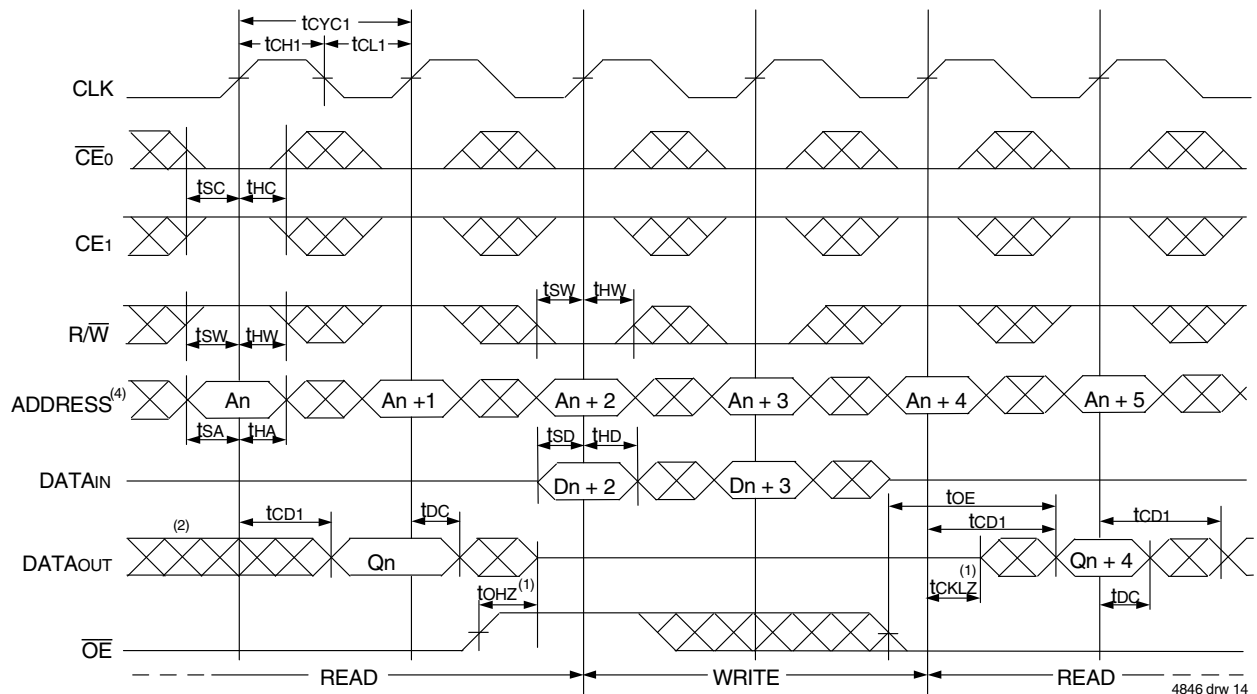 tCYC1
tCH1 tCL1
CLK
CE0
tSC tHC
CE1
tSW tHW
R/W
tSW tHW
ADDRESS(4) An An +1 An + 2 An + 3 An + 4 An + 5
tSA tHA tSD tHD
DATAIN Dn + 2 Dn + 3
tOE
(2) tCD1 tDC tCD1 tCD1
DATAOUT Qn Qn + 4
tOHZ(1) (1) tCKLZ tDC
OE
READ WRITE READ
4846 drw 14